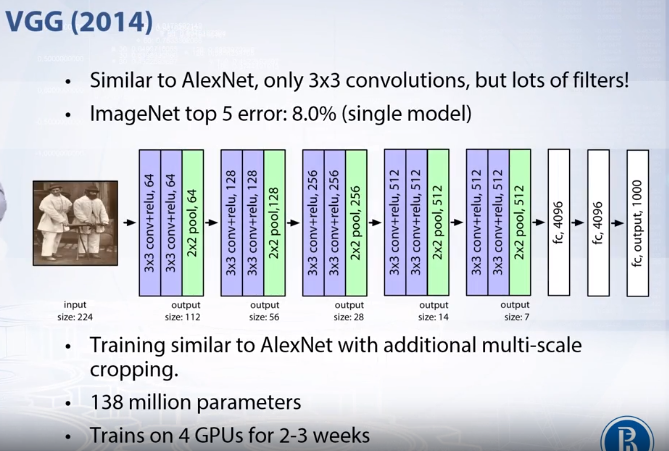 VGG (2014)
• Similar to AlexNet, only 3x3 convolutions, but lots of filters!
• ImageNet top 5 error: 8.0% (single model)
3x3 conv+relu, 64
3x3 conv+relu, 64
2x2 pool, 64
3x3 conv+relu, 128
3x3 conv+relu, 128
2x2 pool,128
3x3 conv+relu, 256
3x3 conv+relu, 256
2x2 pool, 256
3x3 conv+relu, 512
3x3 conv+relu, 512
2x2 pool, 512
3x3 conv+relu, 512
3x3 conv+relu, 512
2x2 pool, 512
fc, 4096
fc, 4096
fc, output, 1000
input
size: 224
output
size: 112
output
size: 56
output
size: 28
output
size: 14
output
size: 7
• Training similar to AlexNet with additional multi-scale
cropping.
• 138 million parameters
• Trains on 4 GPUs for 2-3 weeks